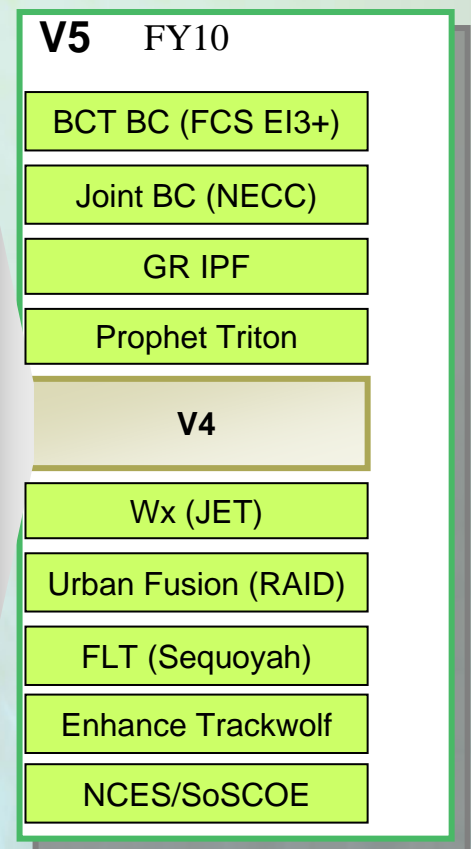 V5 FY10
BCT BC (FCS EI3+)
Joint BC (NECC)
GR IPF
Prophet Triton
V4
Wx (JET)
Urban Fusion (RAID)
FLT (Sequoyah)
Enhance Trackwolf
NCES/SoSCOE